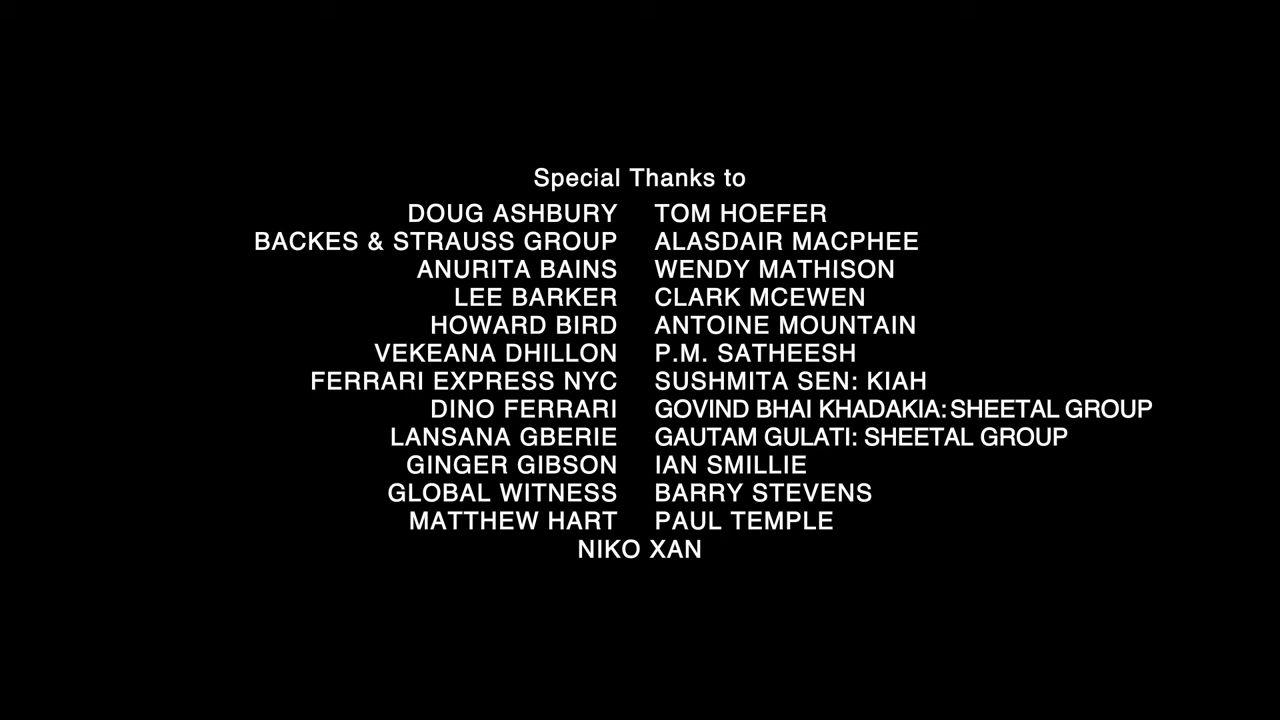 Special Thanks to
DOUG ASHBURY TOM HOEFER
BACKES & STRAUSS GROUP ALASDAIR MACPHEE
ANURITA BAINS WENDY MATHISON
LEE BARKER CLARK MCEWEN
HOWARD BIRD ANTOINE MOUNTAIN
VEKEANA DHILLON P.M. SATHEESH
FERRARI EXPRESS NYC SUSHMITA SEN: KIAH
DINO FERRARI GOVIND BHAI KHADAKIA: SHEETAL GROUP
LANSANA GBERIE GAUTAM GULATI: SHEETAL GROUP
GINGER GIBSON IAN SMILLIE
GLOBAL WITNESS BARRY STEVENS
MATTHEW HART PAUL TEMPLE
NIKO XAN